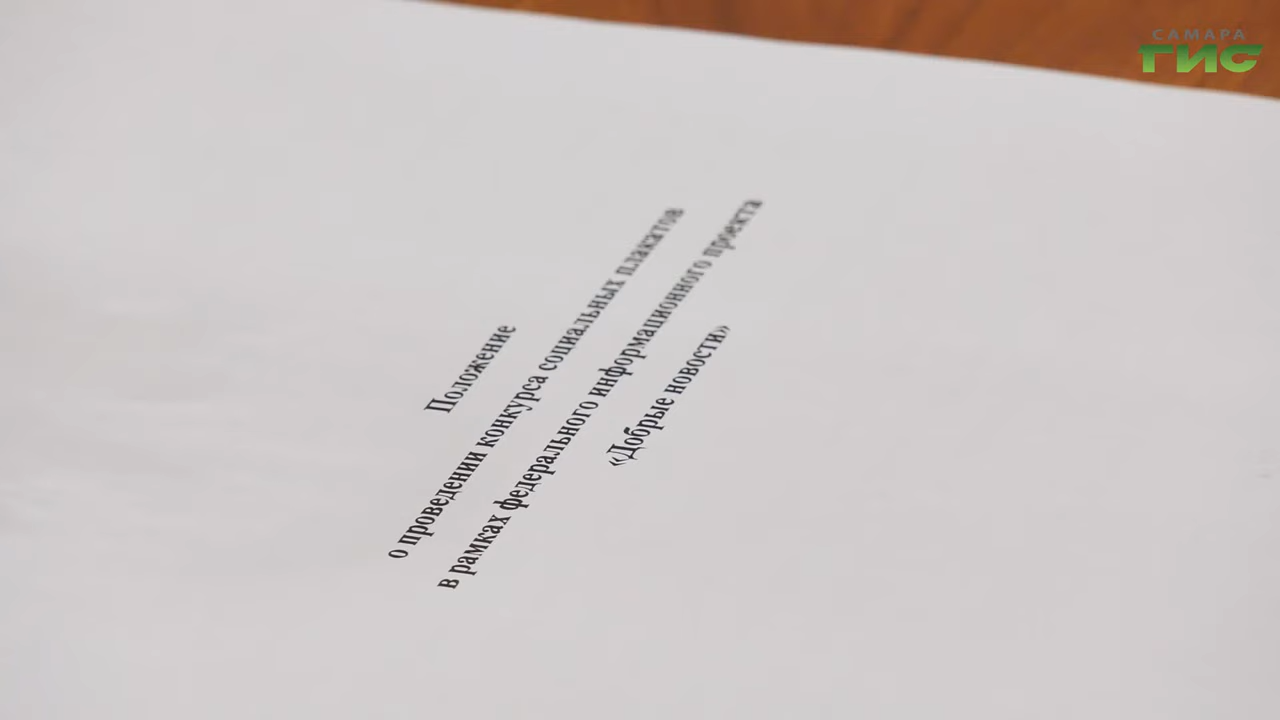 САМАРА
ГИС
Положение
о проведении конкурса социальных плакатов
в рамках федерального информационного проекта
«Добрые новости»